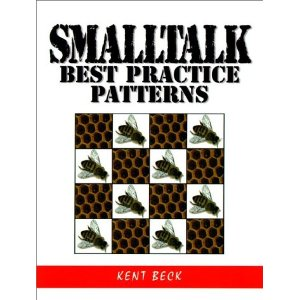 SMALLTALK
BEST PRACTICE
PATTERNS
KENT BECK